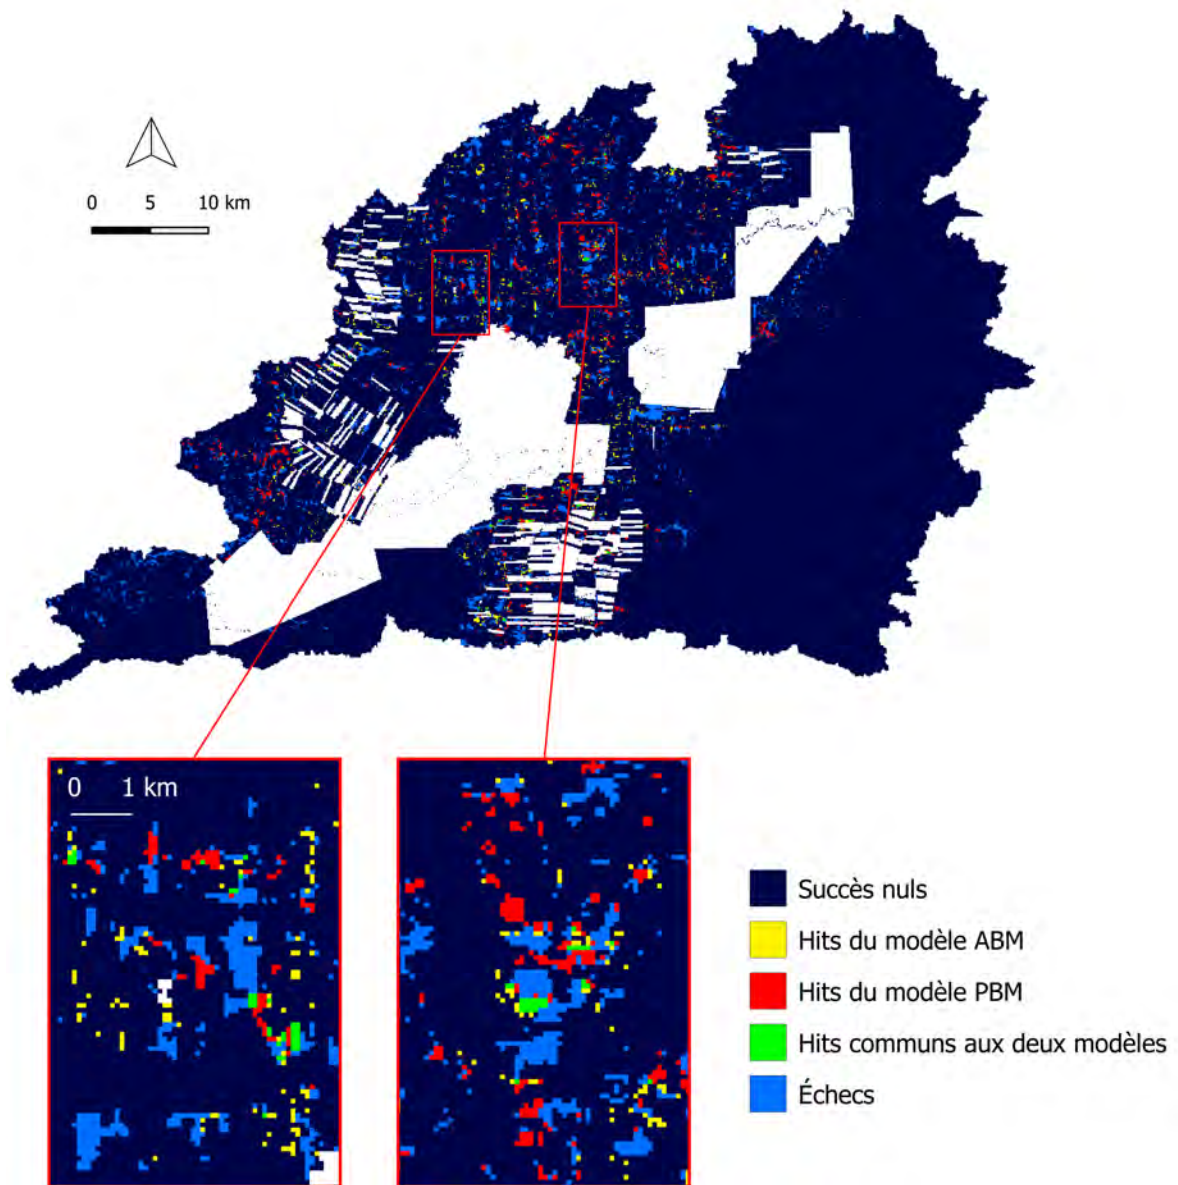 0 5 10 km
0 1 km
Succès nuls
Hits du modèle ABM
Hits du modèle PBM
Hits communs aux deux modèles
Échecs